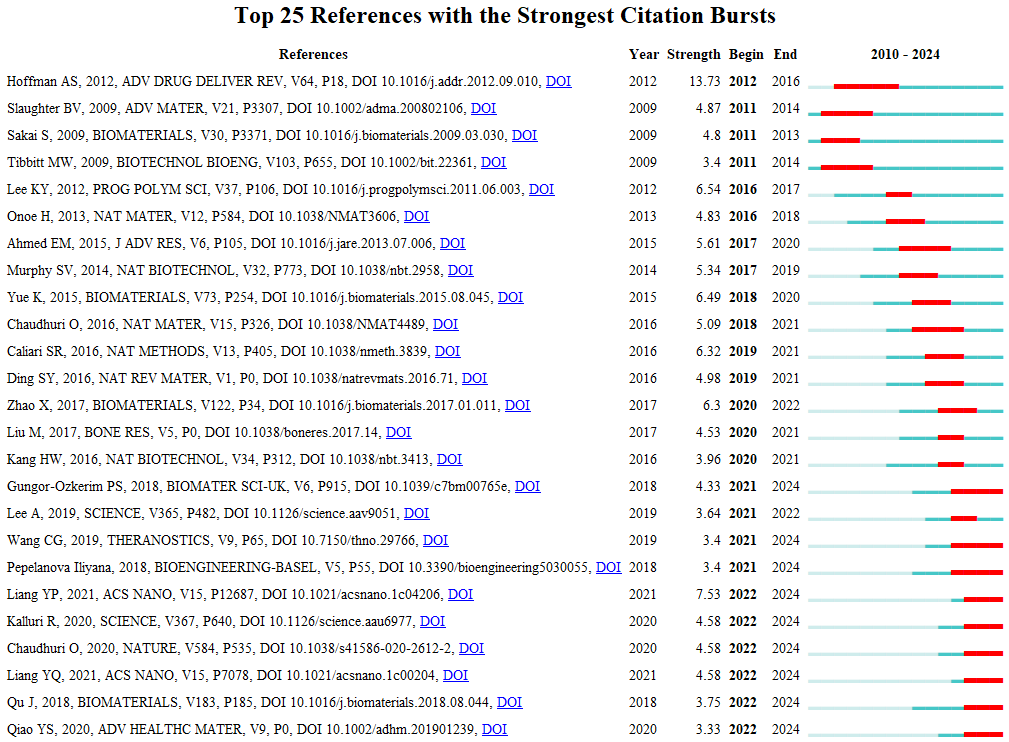 Top 25 References with the Strongest Citation Bursts
References Year Strength Begin End 2010 - 2024
Hoffman AS, 2012, ADV DRUG DELIVER REV, V64, P18, DOI 10.1016/j.addr.2012.09.010, DOI 2012 13.73 2012 2016
Slaughter BV, 2009, ADV MATER, V21, P3307, DOI 10.1002/adma.200802106, DOI 2009 4.87 2011 2014
Sakai S, 2009, BIOMATERIALS, V30, P3371, DOI 10.1016/j.biomaterials.2009.03.030, DOI 2009 4.8 2011 2013
Tibbitt MW, 2009, BIOTECHNOL BIOENG, V103, P655, DOI 10.1002/bit.22361, DOI 2009 3.4 2011 2014
Lee KY, 2012, PROG POLYM SCI, V37, P106, DOI 10.1016/j.progpolymsci.2011.06.003, DOI 2012 6.54 2016 2017
Onoe H, 2013, NAT MATER, V12, P584, DOI 10.1038/NMAT3606, DOI 2013 4.83 2016 2018
Ahmed EM, 2015, J ADV RES, V6, P105, DOI 10.1016/j.jare.2013.07.006, DOI 2015 5.61 2017 2020
Murphy SV, 2014, NAT BIOTECHNOL, V32, P773, DOI 10.1038/nbt.2958, DOI 2014 5.34 2017 2019
Yue K, 2015, BIOMATERIALS, V73, P254, DOI 10.1016/j.biomaterials.2015.08.045, DOI 2015 6.49 2018 2020
Chaudhuri O, 2016, NAT MATER, V15, P326, DOI 10.1038/NMAT4489, DOI 2016 5.09 2018 2021
Caliari SR, 2016, NAT METHODS, V13, P405, DOI 10.1038/nmeth.3839, DOI 2016 6.32 2019 2021
Ding SY, 2016, NAT REV MATER, V1, P0, DOI 10.1038/natrevmats.2016.71, DOI 2016 4.98 2019 2021
Zhao X, 2017, BIOMATERIALS, V122, P34, DOI 10.1016/j.biomaterials.2017.01.011, DOI 2017 6.3 2020 2022
Liu M, 2017, BONE RES, V5, P0, DOI 10.1038/boneres.2017.14, DOI 2017 4.53 2020 2021
Kang HW, 2016, NAT BIOTECHNOL, V34, P312, DOI 10.1038/nbt.3413, DOI 2016 3.96 2020 2021
Gungor-Ozkerim PS, 2018, BIOMATER SCI-UK, V6, P915, DOI 10.1039/c7bm00765e, DOI 2018 4.33 2021 2024
Lee A, 2019, SCIENCE, V365, P482, DOI 10.1126/science.aav9051, DOI 2019 3.64 2021 2022
Wang CG, 2019, THERANOSTICS, V9, P65, DOI 10.7150/thno.29766, DOI 2019 3.4 2021 2024
Pepelanova Iliyana, 2018, BIOENGINEERING-BASEL, V5, P55, DOI 10.3390/bioengineering5030055, DOI 2018 3.4 2021 2024
Liang YP, 2021, ACS NANO, V15, P12687, DOI 10.1021/acsnano.1c04206, DOI 2021 7.53 2022 2024
Kalluri R, 2020, SCIENCE, V367, P640, DOI 10.1126/science.aau6977, DOI 2020 4.58 2022 2024
Chaudhuri O, 2020, NATURE, V584, P535, DOI 10.1038/s41586-020-2612-2, DOI 2020 4.58 2022 2024
Liang YQ, 2021, ACS NANO, V15, P7078, DOI 10.1021/acsnano.1c00204, DOI 2021 4.58 2022 2024
Qu J, 2018, BIOMATERIALS, V183, P185, DOI 10.1016/j.biomaterials.2018.08.044, DOI 2018 3.75 2022 2024
Qiao YS, 2020, ADV HEALTHC MATER, V9, P0, DOI 10.1002/adhm.201901239, DOI 2020 3.33 2022 2024